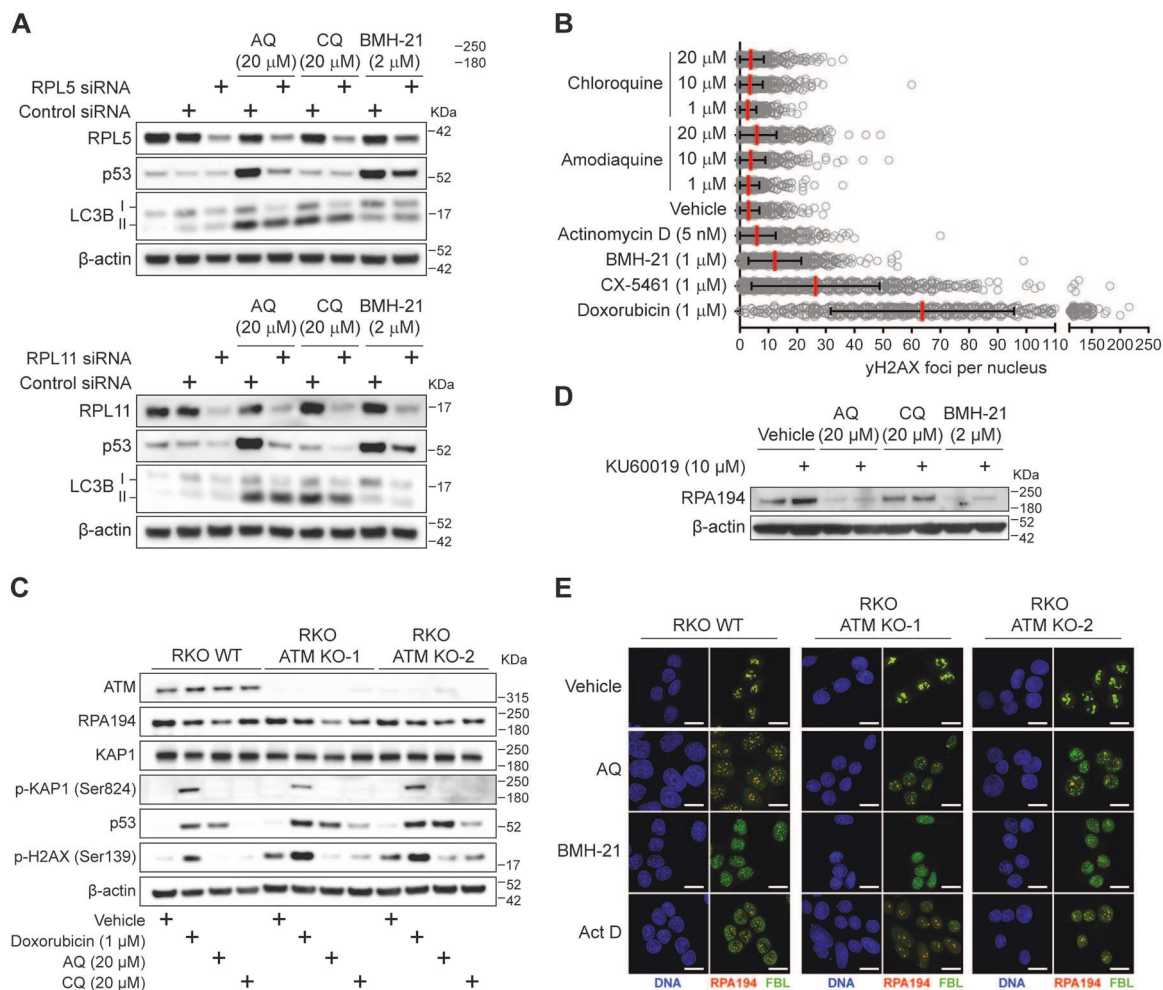 A
AQ CQ BMH-21
(20 μM) (20 μM) (2 μM)
–250
–180
RPL5 siRNA + + + +
Control siRNA + + + + KDa
RPL5 –42
p53 –52
LC3B I II –17
β-actin –52 –42
AQ CQ BMH-21
(20 μM) (20 μM) (2 μM)
RPL11 siRNA + + + +
Control siRNA + + + + KDa
RPL11 –17
p53 –52
LC3B I II –17
β-actin –52 –42
B
Chloroquine 20 μM
10 μM
1 μM
Amodiaquine 20 μM
10 μM
1 μM
Vehicle
Actinomycin D (5 nM)
BMH-21 (1 μM)
CX-5461 (1 μM)
Doxorubicin (1 μM)
0 10 20 30 40 50 60 70 80 90 100 110 150 200 250
yH2AX foci per nucleus
D
AQ CQ BMH-21
Vehicle (20 μM) (20 μM) (2 μM)
KU60019 (10 μM) + + + + KDa
RPA194 –250 –180
β-actin –52 –42
C
RKO WT RKO ATM KO-1 RKO ATM KO-2 KDa
ATM –315
RPA194 –250 –180
KAP1 –250 –180
p-KAP1 (Ser824) –250 –180
p53 –52
p-H2AX (Ser139) –17
β-actin –52 –42
Vehicle + + +
Doxorubicin (1 μM) + + +
AQ (20 μM) + + +
CQ (20 μM) + + +
E
RKO WT RKO ATM KO-1 RKO ATM KO-2
Vehicle
AQ
BMH-21
Act D
DNA RPA194 FBL DNA RPA194 FBL DNA RPA194 FBL